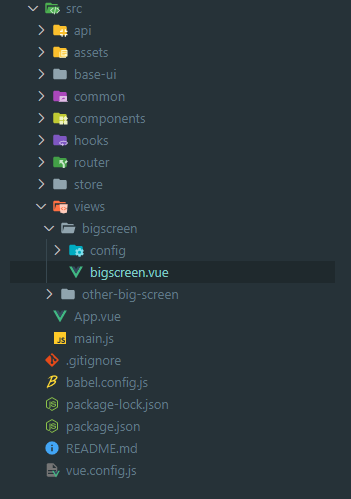 src
api
assets
base-ui
common
components
hooks
router
store
views
bigscreen
config
bigscreen.vue
other-big-screen
App.vue
JS main.js
.gitignore
babel.config.js
package-lock.json
package.json
README.md
vue.config.js